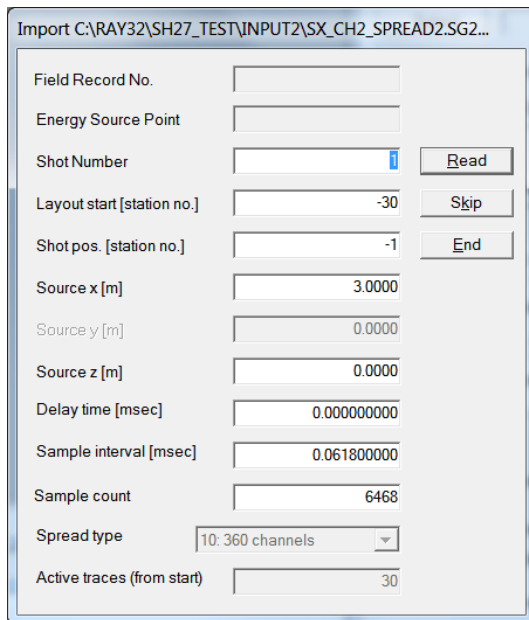 Import C:\RAY32\SH27_TEST\INPUT2\SX_CH2_SPREAD2.SG2...
Field Record No.
Energy Source Point
Shot Number 1 Read
Layout start [station no.] -30 Skip
Shot pos. [station no.] -1 End
Source x [m] 3.0000
Source y [m] 0.0000
Source z [m] 0.0000
Delay time [msec] 0.000000000
Sample interval [msec] 0.061800000
Sample count 6468
Spread type 10: 360 channels
Active traces (from start) 30